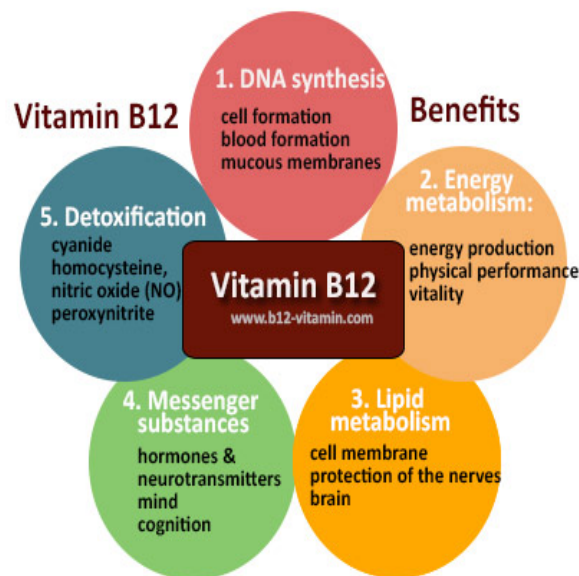 Vitamin B12
Benefits
1. DNA synthesis
cell formation
blood formation
mucous membranes
2. Energy
metabolism:
energy production
physical performance
vitality
3. Lipid
metabolism
cell membrane
protection of the nerves
brain
4. Messenger
substances
hormones &
neurotransmitters
mind
cognition
5. Detoxification
cyanide
homocysteine,
nitric oxide (NO)
peroxynitrite
Vitamin B12
www.b12-vitamin.com